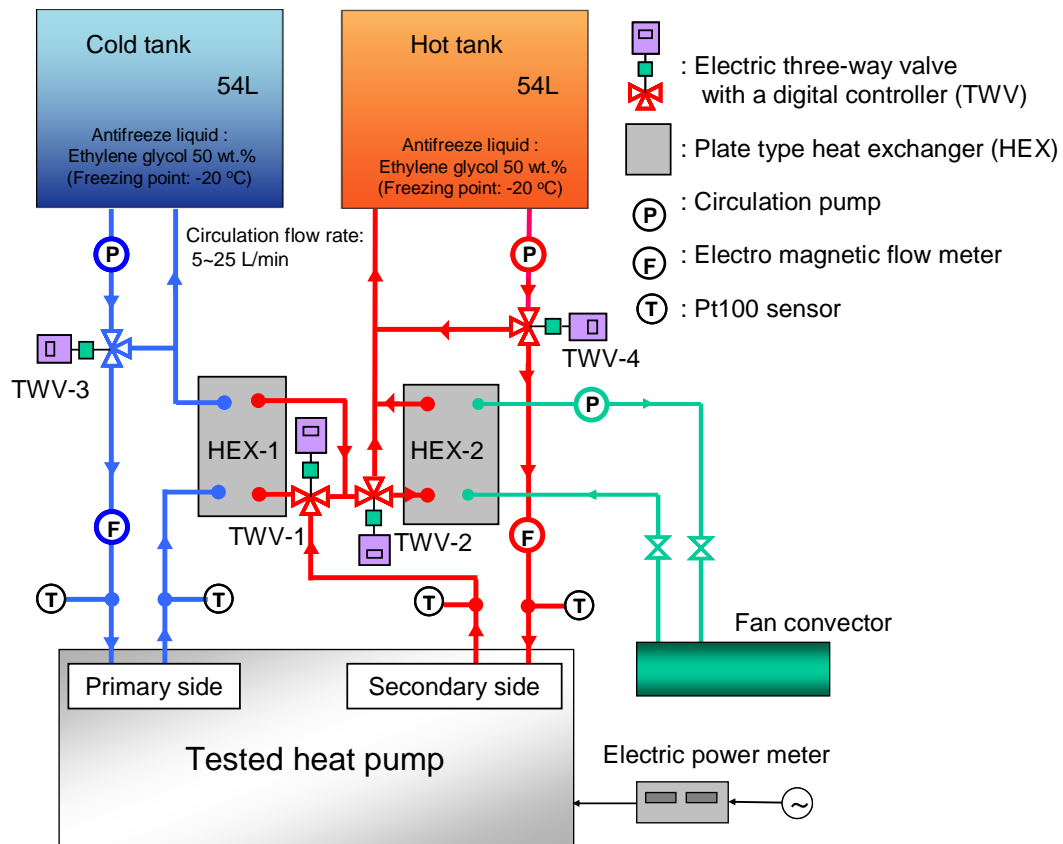 Cold tank
54L
Antifreeze liquid :
Ethylene glycol 50 wt.%
(Freezing point: -20 ºC)
Hot tank
54L
Antifreeze liquid :
Ethylene glycol 50 wt.%
(Freezing point: -20 ºC)
: Electric three-way valve
with a digital controller (TWV)
: Plate type heat exchanger (HEX)
P
: Circulation pump
F
: Electro magnetic flow meter
T
: Pt100 sensor
Circulation flow rate:
5~25 L/min
P
P
TWV-3
TWV-4
P
HEX-1
HEX-2
TWV-1
TWV-2
F
F
T
T
T
T
Fan convector
Primary side
Secondary side
Tested heat pump
Electric power meter
~